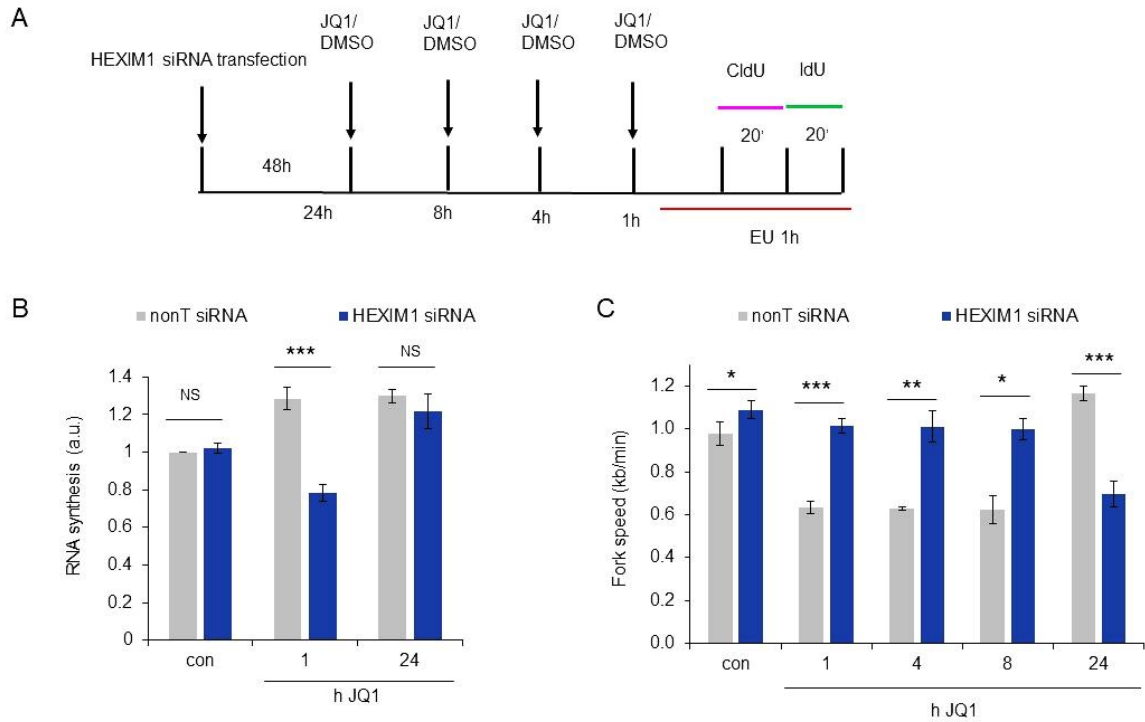 A
JQ1/ DMSO
JQ1/ DMSO
JQ1/ DMSO
JQ1/ DMSO
HEXIM1 siRNA transfection
CldU
IdU
20'
20'
48h
24h
8h
4h
1h
EU 1h
B
nonT siRNA
HEXIM1 siRNA
RNA synthesis (a.u.)
1.4
1.2
1
0.8
0.6
0.4
0.2
0
NS
***
NS
con
1
24
h JQ1
C
nonT siRNA
HEXIM1 siRNA
Fork speed (kb/min)
1.2
1.0
0.8
0.6
0.4
0.2
0.0
*
***
**
*
***
con
1
4
8
24
h JQ1